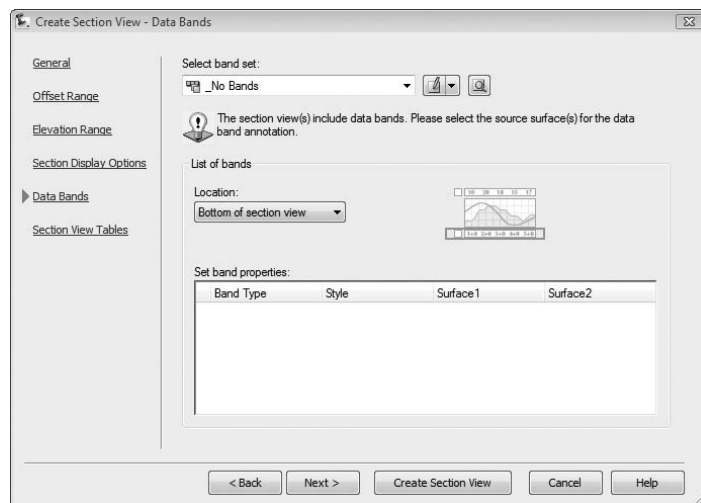 Create Section View - Data Bands
General
Offset Range
Elevation Range
Section Display Options
Data Bands
Section View Tables
Select band set:
_No Bands
The section view(s) include data bands. Please select the source surface(s) for the data
band annotation.
List of bands
Location:
Bottom of section view
Set band properties:
Band Type Style Surface1 Surface2
< Back Next > Create Section View Cancel Help